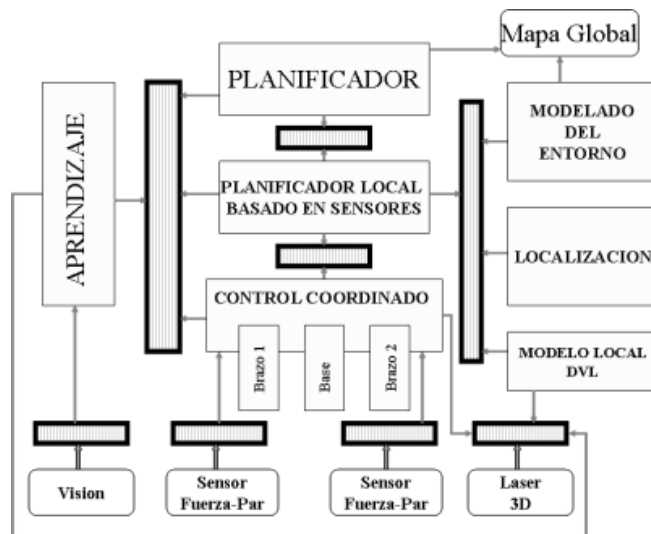 Mapa Global
PLANIFICADOR
MODELADO
DEL
ENTORNO
APRENDIZAJE
PLANIFICADOR LOCAL
BASADO EN SENSORES
LOCALIZACION
CONTROL COORDINADO
Brazo 1
Base
Brazo 2
MODELO LOCAL
DVL
Vision
Sensor
Fuerza-Par
Sensor
Fuerza-Par
Laser
3D